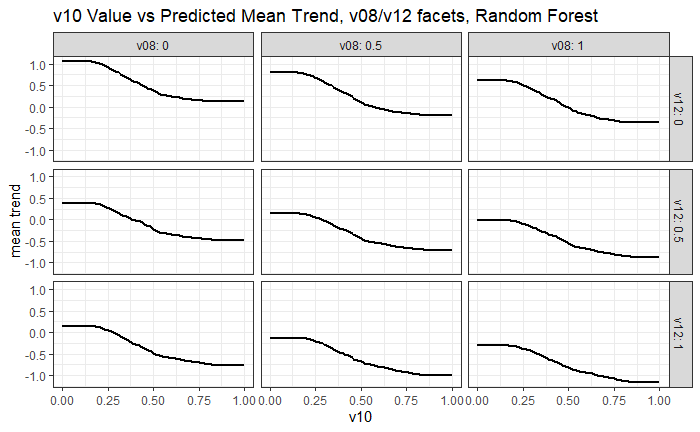 v10 Value vs Predicted Mean Trend, v08/v12 facets, Random Forest
v08: 0 v08: 0.5 v08: 1
1.0
0.5
0.0
-0.5
-1.0
v12: 0
1.0
0.5
0.0
-0.5
-1.0
v12: 0.5
1.0
0.5
0.0
-0.5
-1.0
v12: 1
mean trend
0.00 0.25 0.50 0.75 1.00 0.00 0.25 0.50 0.75 1.00 0.00 0.25 0.50 0.75 1.00
v10